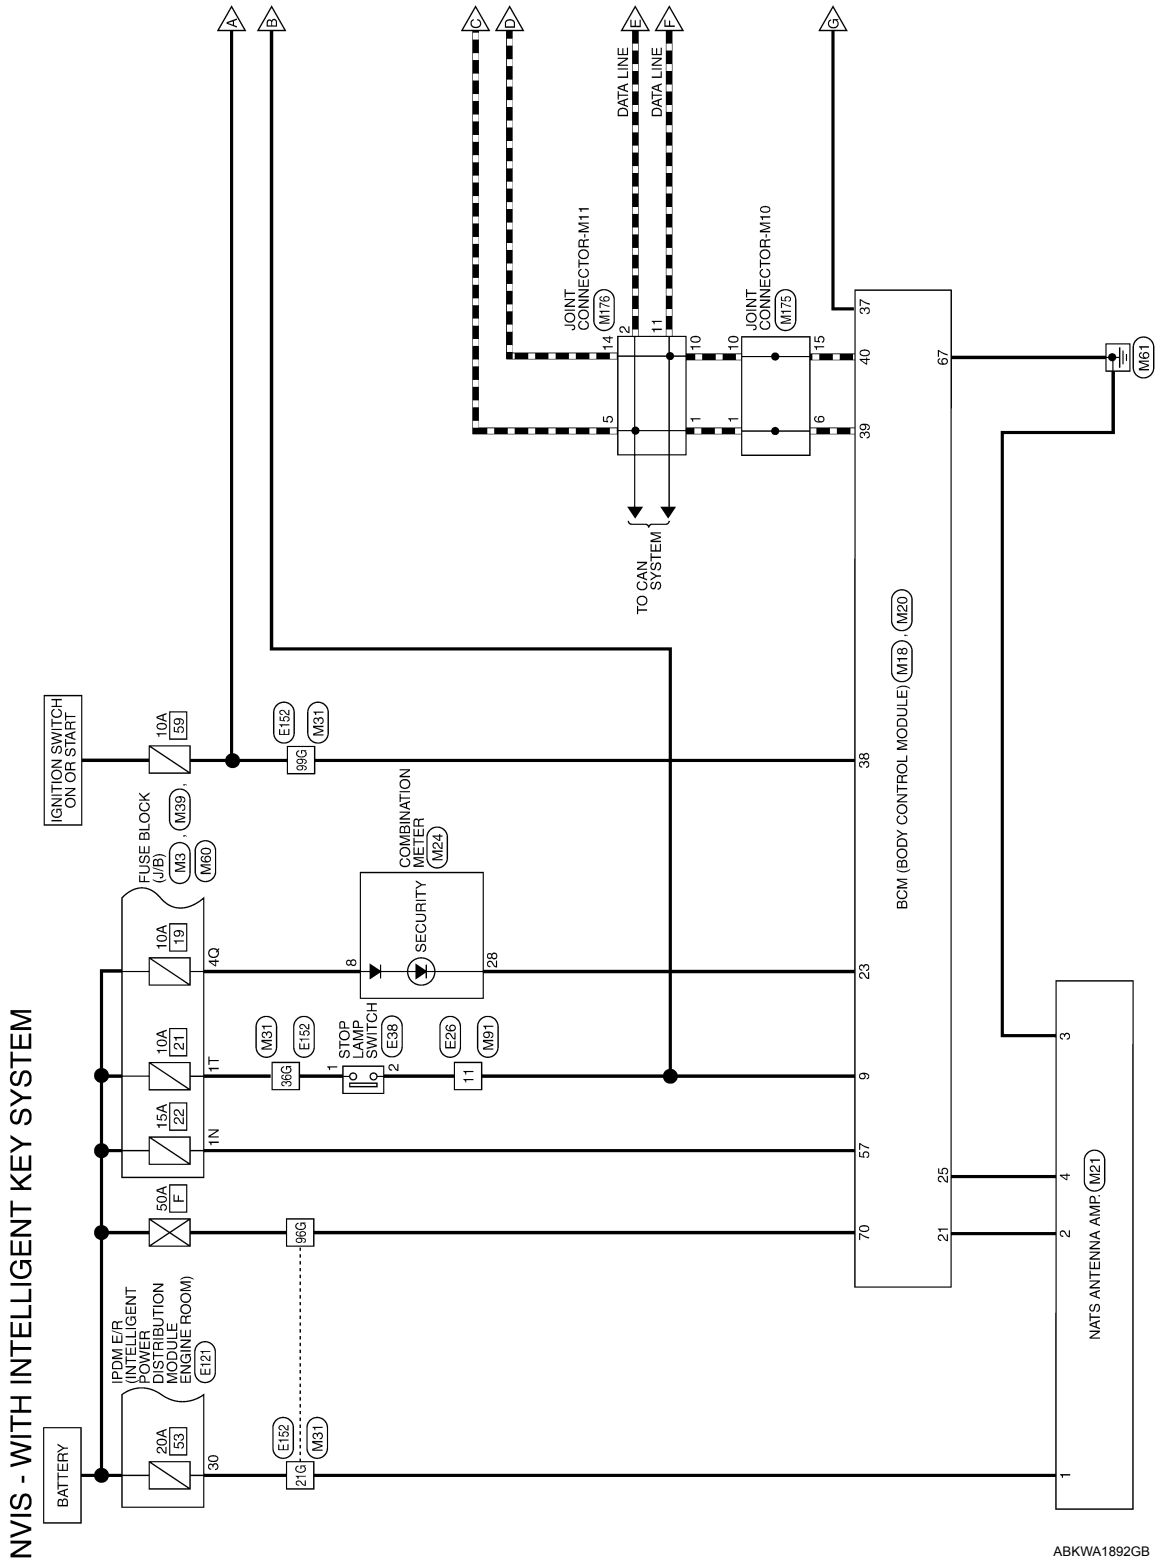 NVIS - WITH INTELLIGENT KEY SYSTEM
BATTERY
IGNITION SWITCH
ON OR START
20A
53
30
IPDM E/R
(INTELLIGENT
POWER
DISTRIBUTION
MODULE
ENGINE ROOM)
E121
50A
F
15A
22
1N
10A
21
1T
10A
19
4Q
FUSE BLOCK
(J/B)
M3 , M39 ,
M60
10A
59
A
B
C
D
E
F
G
21G
E152
M31
96G
36G
M31
E152
99G
E152
M31
1
2
STOP
LAMP
SWITCH
E38
11
E26
M91
8
28
SECURITY
COMBINATION
METER
M24
DATA LINE
DATA LINE
JOINT
CONNECTOR-M11
M176
5
14
2
11
1
10
TO CAN
SYSTEM
JOINT
CONNECTOR-M10
M175
1
10
6
15
70
57
9
23
38
39
40
37
BCM (BODY CONTROL MODULE) M18 , M20
21
25
67
M61
1
2
4
3
NATS ANTENNA AMP. M21
ABKWA1892GB